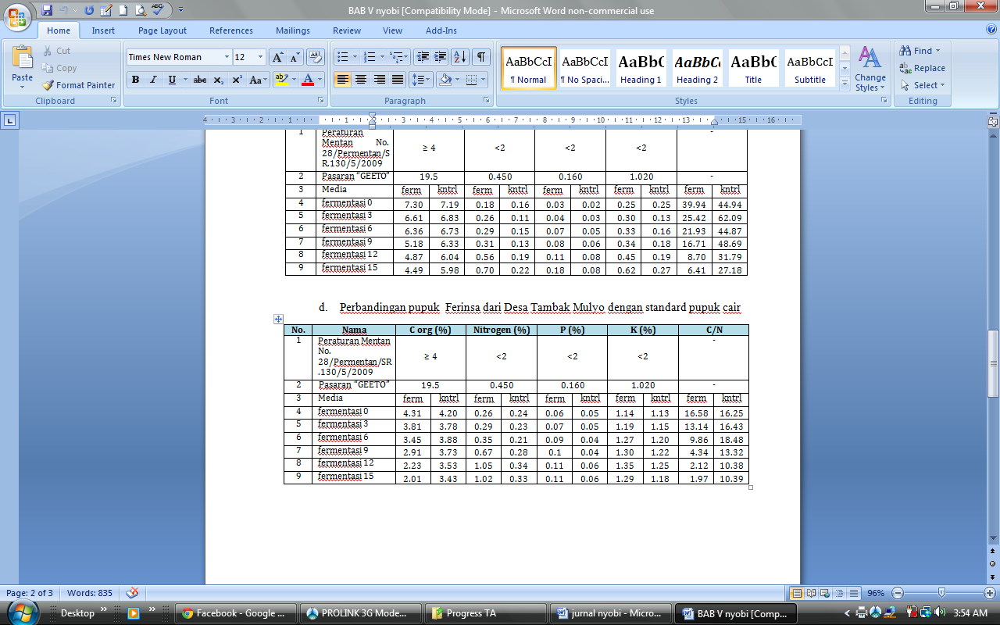 BAB V nyobi [Compatibility Mode] - Microsoft Word non-commercial use
Home Insert Page Layout References Mailings Review View Add-Ins
Paste
Cut
Copy
Format Painter
Clipboard
Times New Roman 12
Font
Paragraph
AaBbCcI AaBbCcI AaBbC AaBbCc AaBbC AaBbCcI
¶ Normal ¶ No Spaci... Heading 1 Heading 2 Title Subtitle
Change Styles
Styles
Find
Replace
Select
Editing
4 3 2 1 1 3 4 5 6 7 8 9 10 11 12 13 15 16
1 Peraturan ≥ 4 <2 <2 <2 -
Mentan No.
28/Permentan/S
R.130/5/2009
2 Pasaran “GEETO” 19.5 0.450 0.160 1.020 -
3 Media ferm kntrl ferm kntrl ferm kntrl ferm kntrl ferm kntrl
4 fermentasi 0 7.30 7.19 0.18 0.16 0.03 0.02 0.25 0.25 39.94 44.94
5 fermentasi 3 6.61 6.83 0.26 0.11 0.04 0.03 0.30 0.13 25.42 62.09
6 fermentasi 6 6.36 6.73 0.29 0.15 0.07 0.05 0.33 0.16 21.93 44.87
7 fermentasi 9 5.18 6.33 0.31 0.13 0.08 0.06 0.34 0.18 16.71 48.69
8 fermentasi 12 4.87 6.04 0.56 0.19 0.11 0.08 0.45 0.19 8.70 31.79
9 fermentasi 15 4.49 5.98 0.70 0.22 0.18 0.08 0.62 0.27 6.41 27.18
d. Perbandingan pupuk Ferinsa dari Desa Tambak Mulyo dengan standard pupuk cair
No. Nama C org (%) Nitrogen (%) P (%) K (%) C/N
1 Peraturan Mentan ≥ 4 <2 <2 <2 -
No.
28/Permentan/SR
.130/5/2009
2 Pasaran “GEETO” 19.5 0.450 0.160 1.020 -
3 Media ferm kntrl ferm kntrl ferm kntrl ferm kntrl ferm kntrl
4 fermentasi 0 4.31 4.20 0.26 0.24 0.06 0.05 1.14 1.13 16.58 16.25
5 fermentasi 3 3.81 3.78 0.29 0.23 0.07 0.05 1.19 1.15 13.14 16.43
6 fermentasi 6 3.45 3.88 0.35 0.21 0.09 0.04 1.27 1.20 9.86 18.48
7 fermentasi 9 2.91 3.73 0.67 0.28 0.1 0.04 1.30 1.22 4.34 13.32
8 fermentasi 12 2.23 3.53 1.05 0.34 0.11 0.06 1.35 1.25 2.12 10.38
9 fermentasi 15 2.01 3.43 1.02 0.33 0.11 0.06 1.29 1.18 1.97 10.39
Page: 2 of 3 Words: 835 96%
Desktop Facebook - Google ... PROLINK 3G Mode... Progress TA jurnal nyobi - Micro... BAB V nyobi [Comp... 3:54 AM